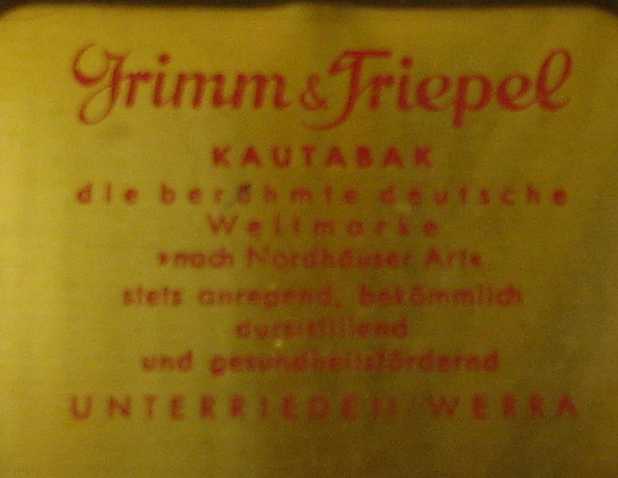 Grimm & Triepel
KAUTABAK
die berühmte deutsche
Weltmarke
»nach Nordhäuser Art«
stets anregend, bekömmlich
durststillend
und gesundheitsfördernd
UNTERRIEDEN/WERRA